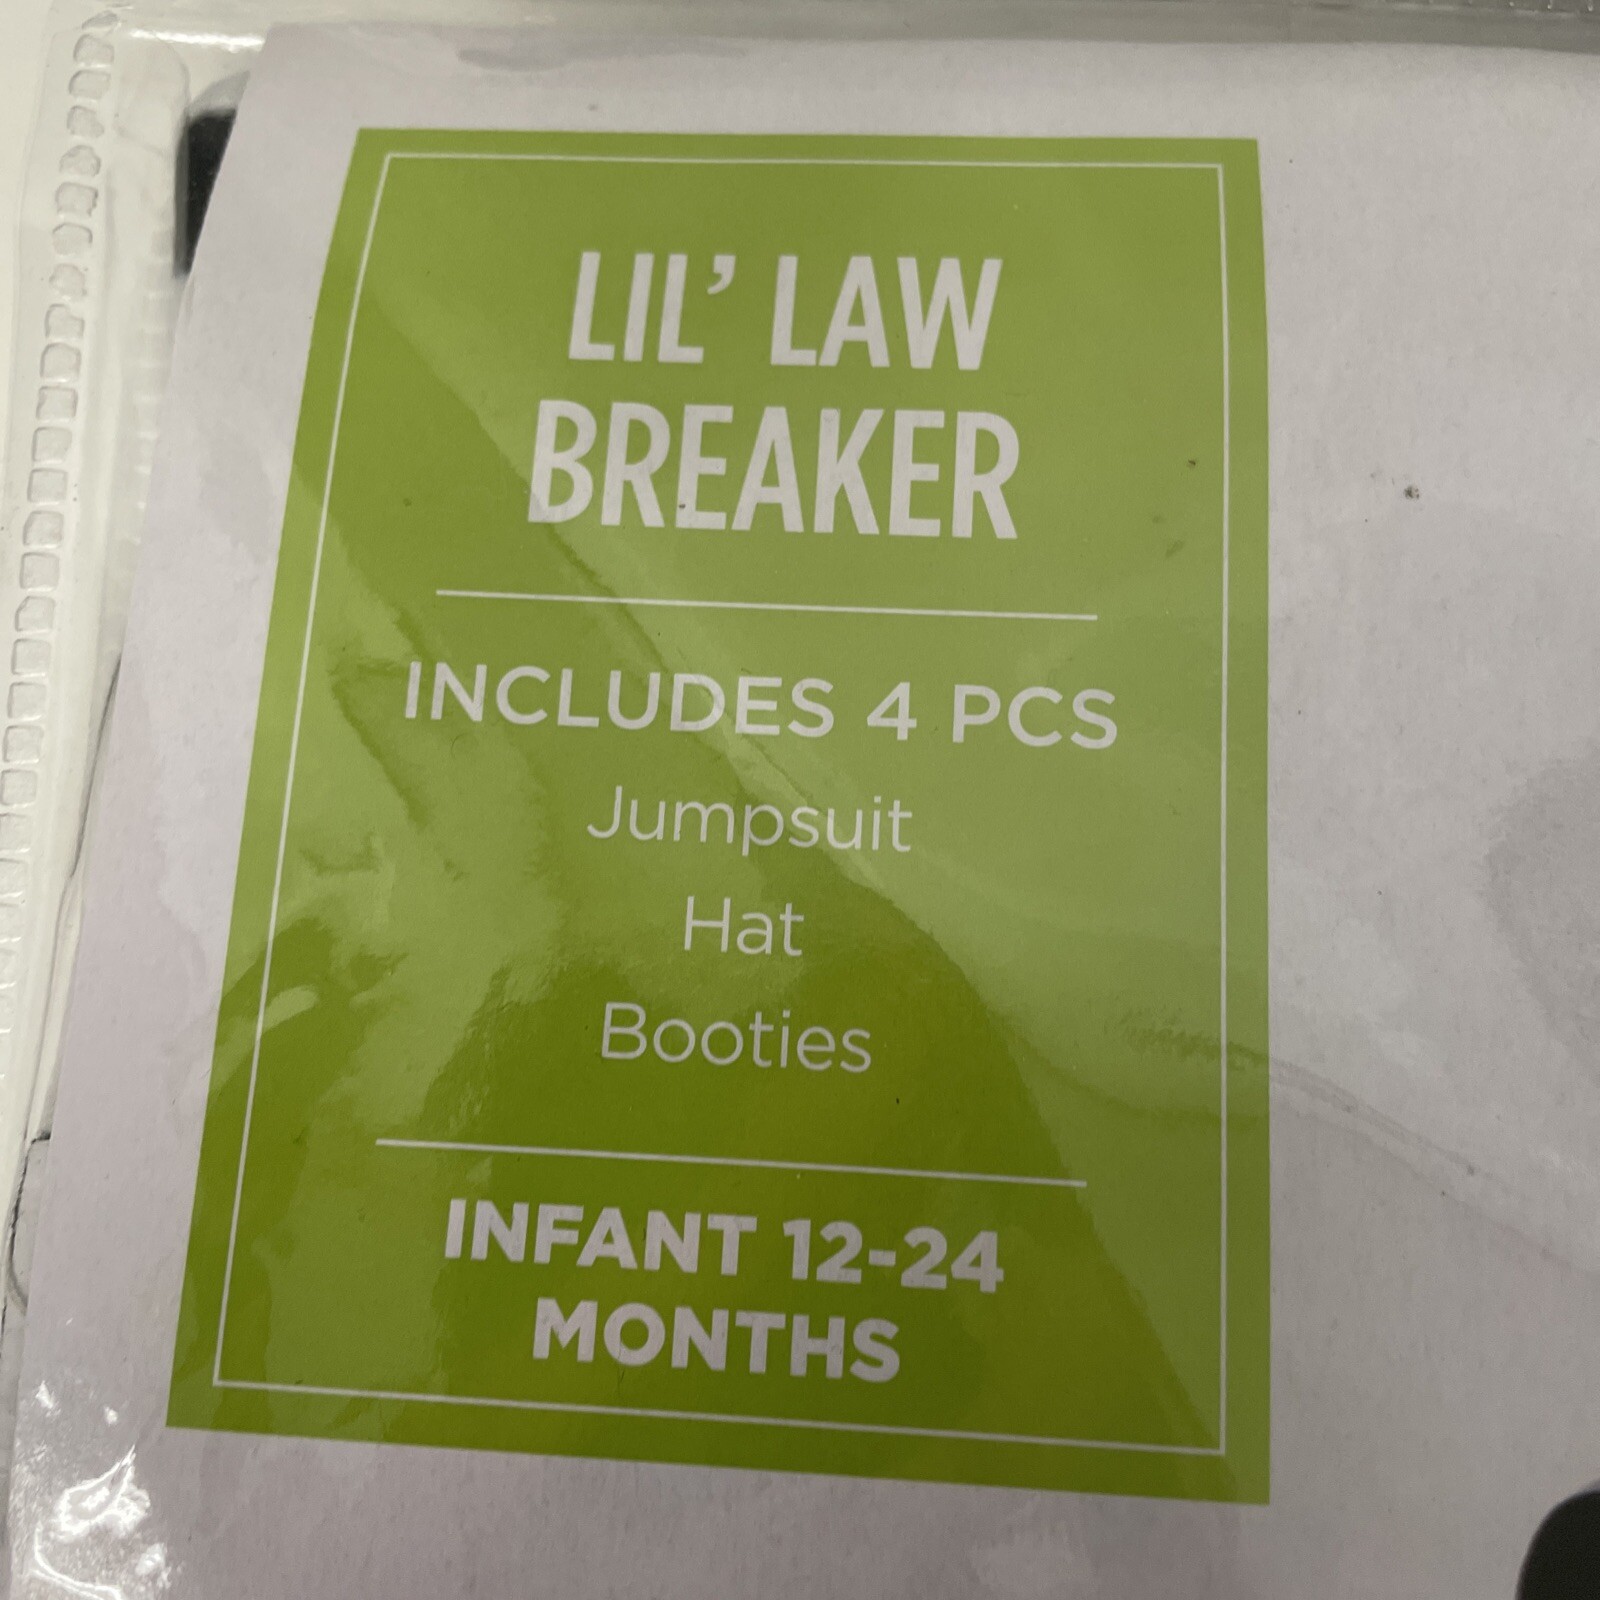 LIL' LAW
BREAKER
INCLUDES 4 PCS
Jumpsuit
Hat
Booties
INFANT 12-24
MONTHS